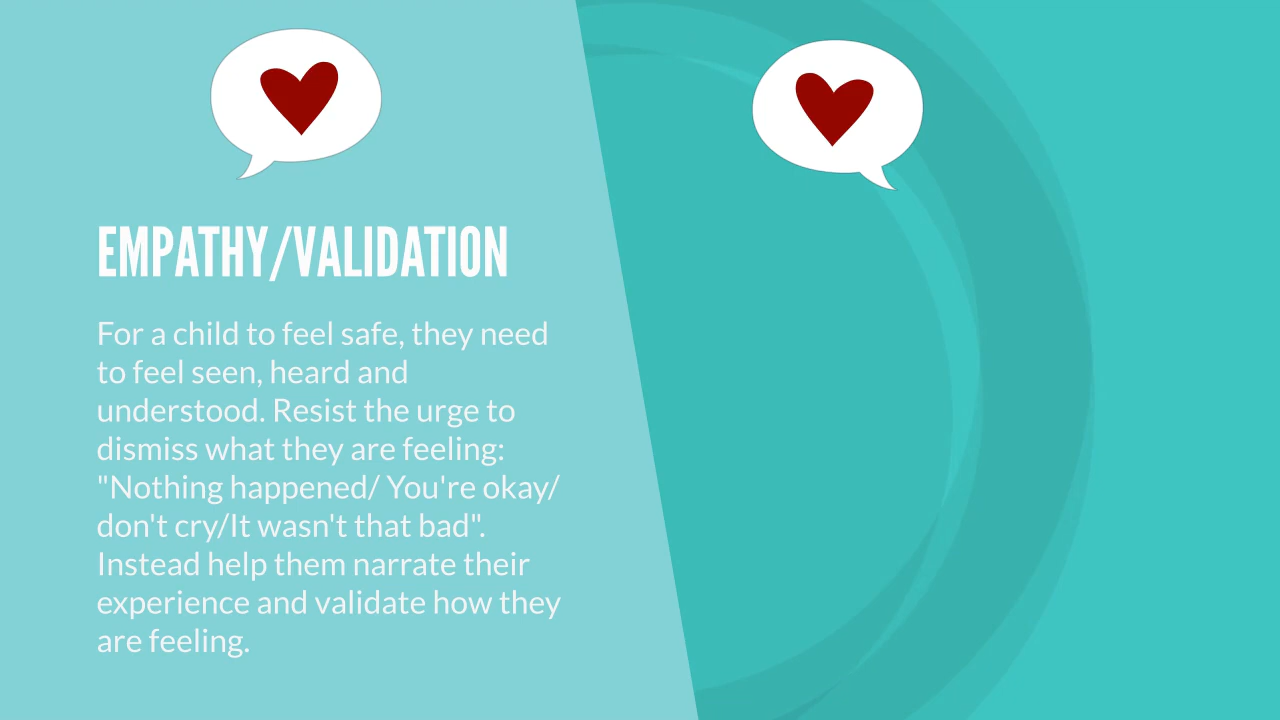 EMPATHY/VALIDATION
For a child to feel safe, they need
to feel seen, heard and
understood. Resist the urge to
dismiss what they are feeling:
"Nothing happened/ You're okay/
don't cry/It wasn't that bad".
Instead help them narrate their
experience and validate how they
are feeling.